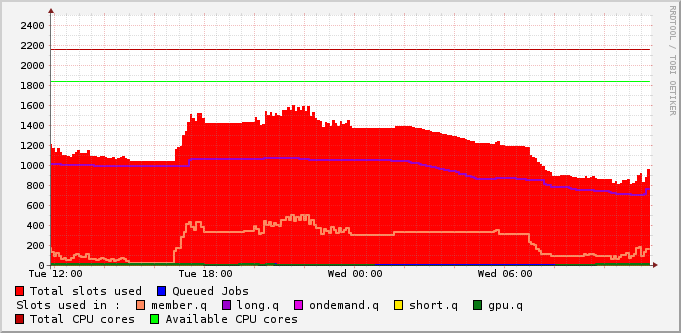 RRDTOOL / TOBI OETIKER
2400
2200
2000
1800
1600
1400
1200
1000
800
600
400
200
0
Tue 12:00 Tue 18:00 Wed 00:00 Wed 06:00
Total slots used Queued Jobs
Slots used in : member.q long.q ondemand.q short.q gpu.q
Total CPU cores Available CPU cores